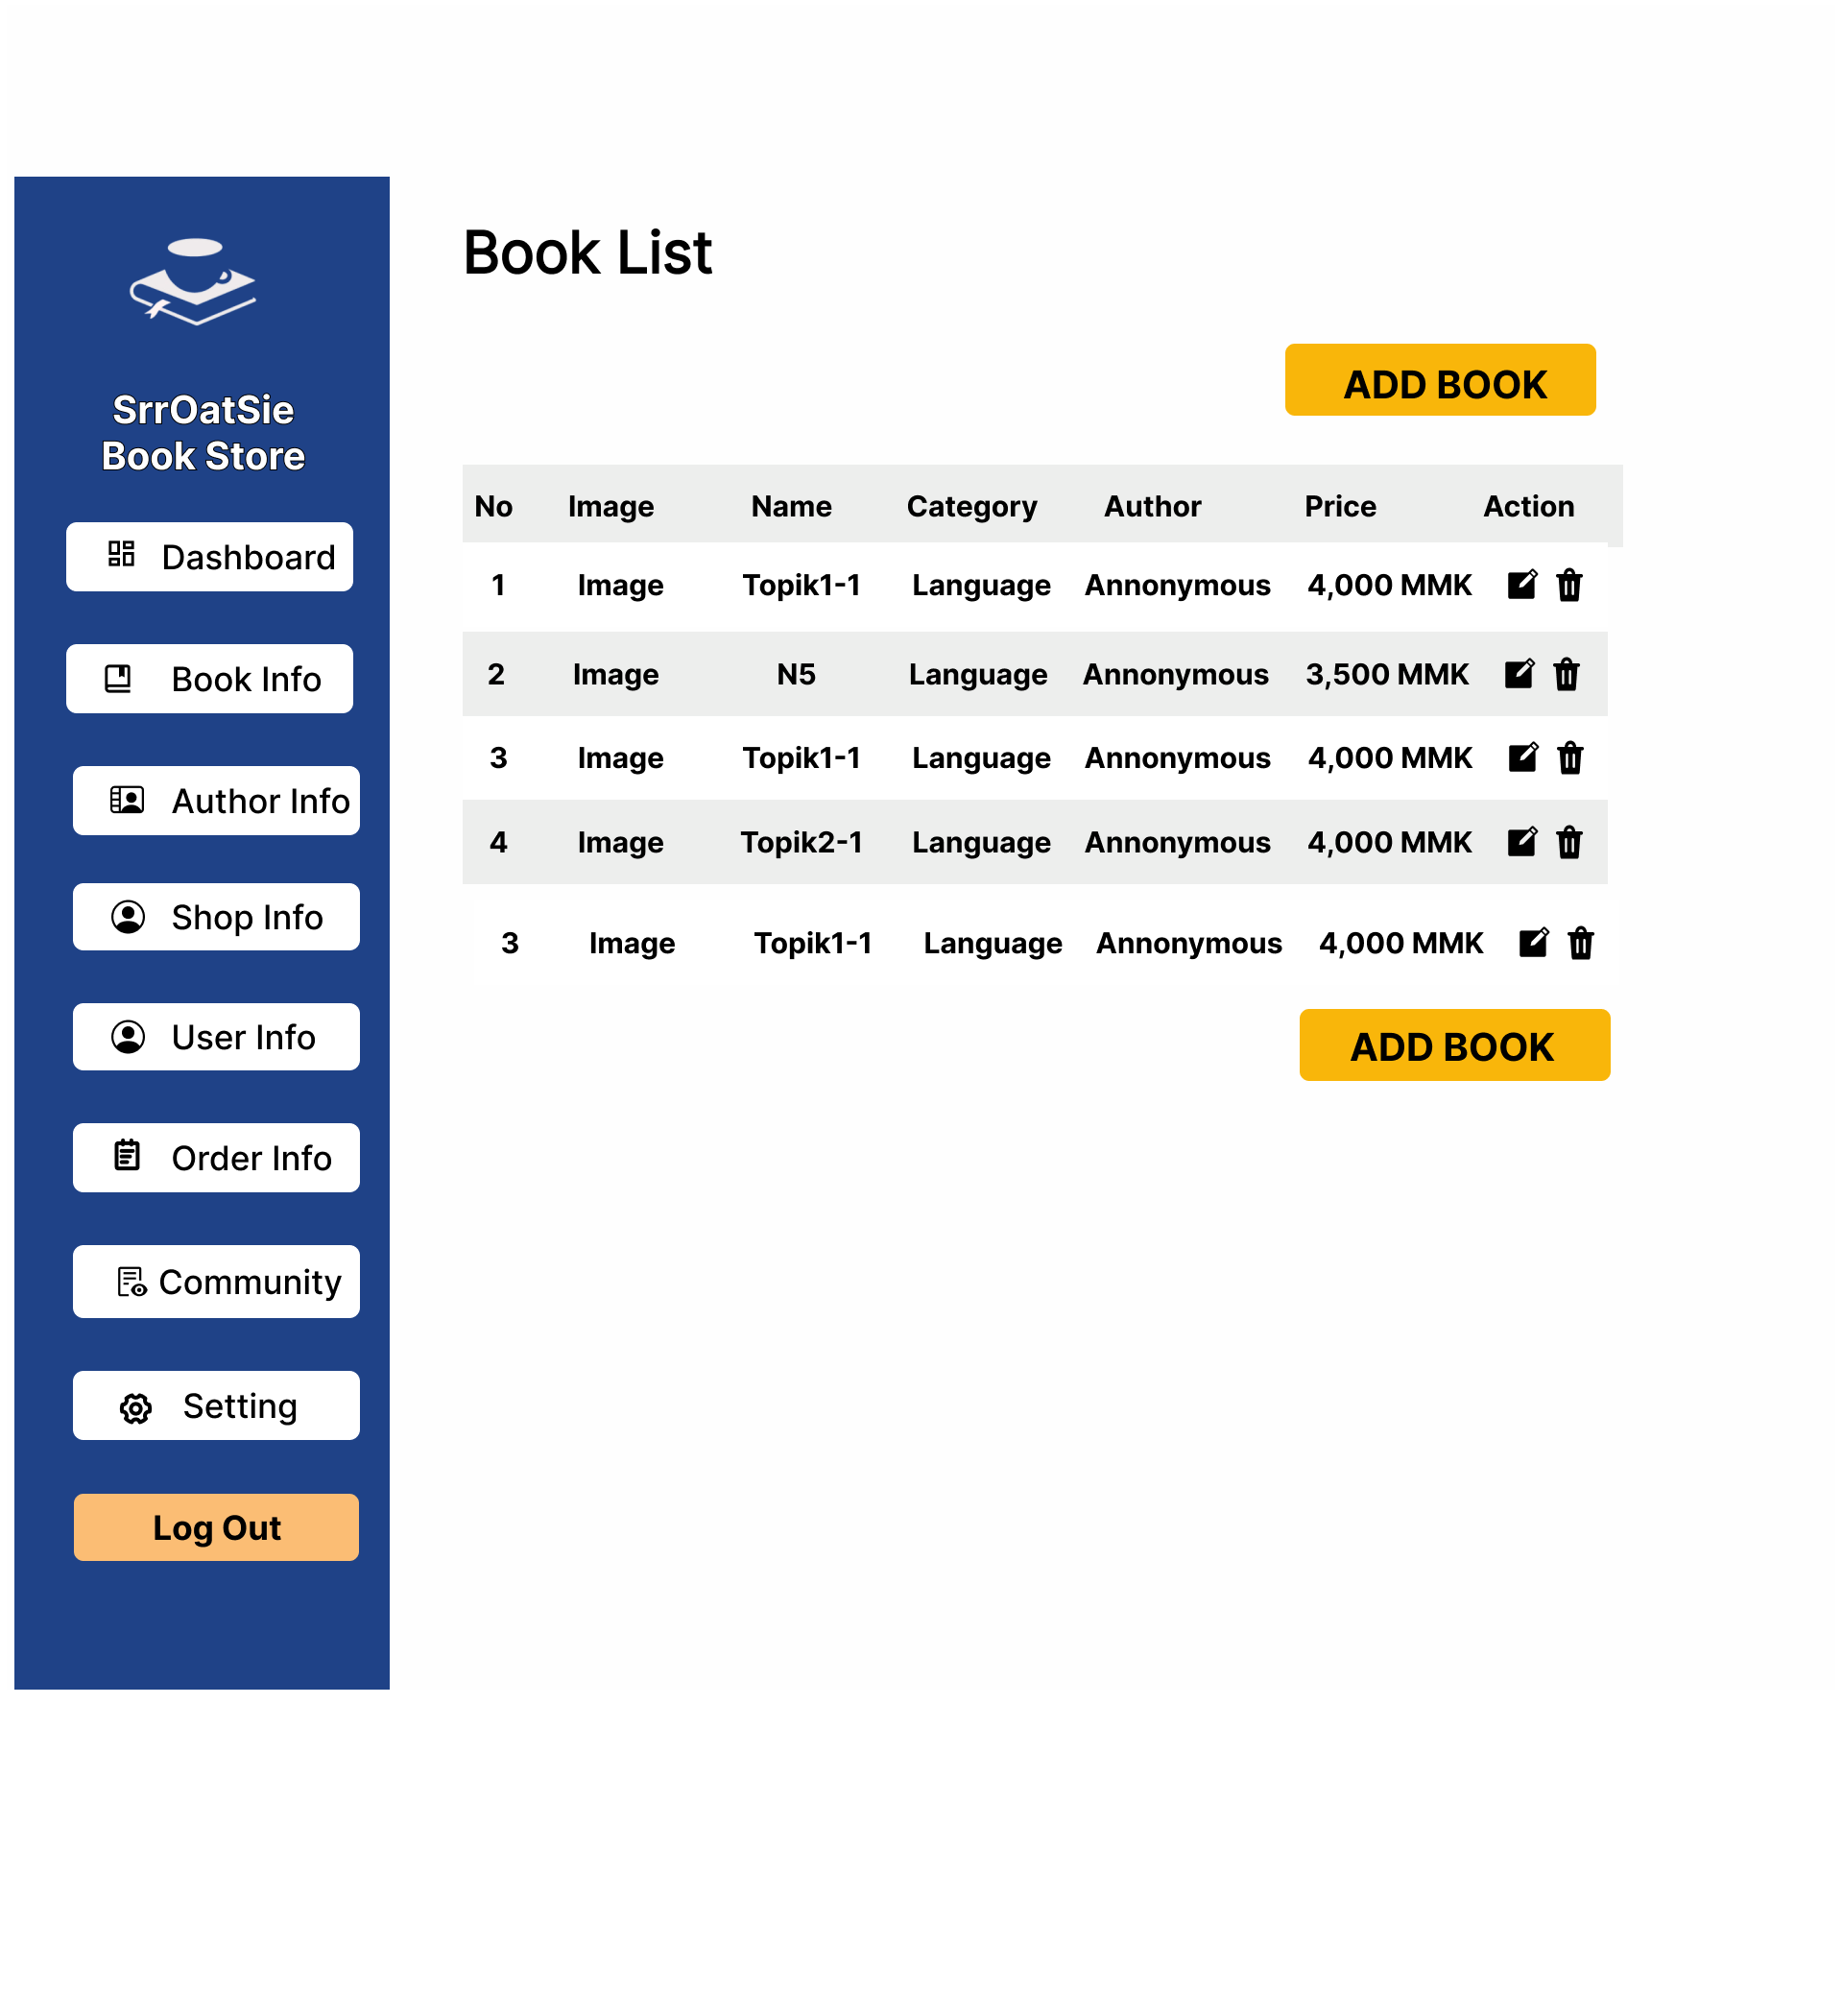 SrrOatSie
Book Store
Dashboard
Book Info
Author Info
Shop Info
User Info
Order Info
Community
Setting
Log Out
Book List
ADD BOOK
No Image Name Category Author Price Action
1 Image Topik1-1 Language Annonymous 4,000 MMK
2 Image N5 Language Annonymous 3,500 MMK
3 Image Topik1-1 Language Annonymous 4,000 MMK
4 Image Topik2-1 Language Annonymous 4,000 MMK
3 Image Topik1-1 Language Annonymous 4,000 MMK
ADD BOOK